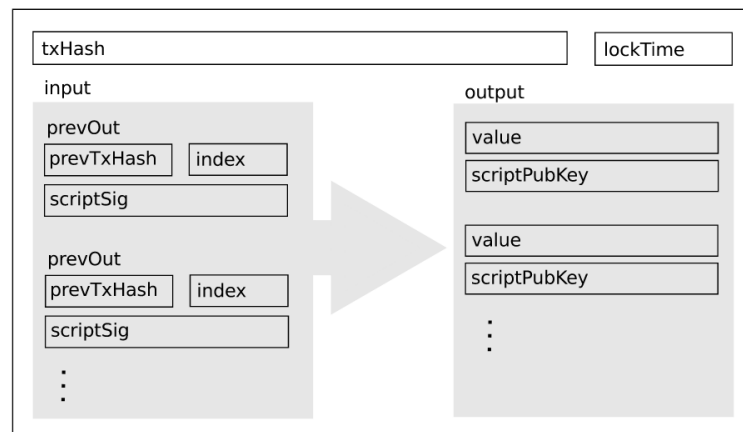 txHash
lockTime
input
prevOut
prevTxHash
index
scriptSig
prevOut
prevTxHash
index
scriptSig
output
value
scriptPubKey
value
scriptPubKey